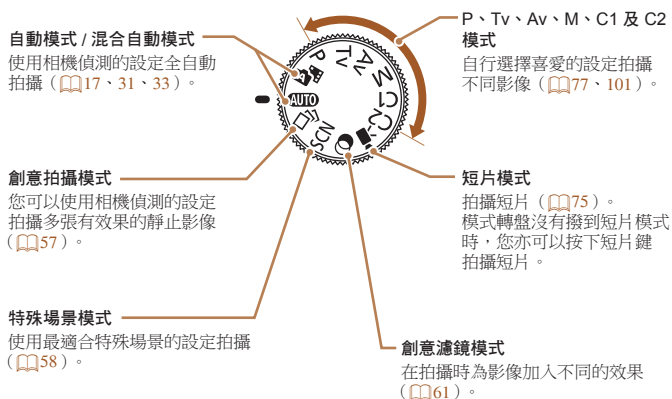 自動模式 / 混合自動模式
使用相機偵測的設定全自動
拍攝（17、31、33）。
創意拍攝模式
您可以使用相機偵測的設定
拍攝多張有效果的靜止影像
（57）。
特殊場景模式
使用最適合特殊場景的設定拍攝
（58）。
P
Tv
Av
M
C1
C2
AUTO
SCN
P、Tv、Av、M、C1 及 C2
模式
自行選擇喜愛的設定拍攝
不同影像（77、101）。
短片模式
拍攝短片（75）。
模式轉盤沒有撥到短片模式
時，您亦可以按下短片鍵
拍攝短片。
創意濾鏡模式
在拍攝時為影像加入不同的效果
（61）。